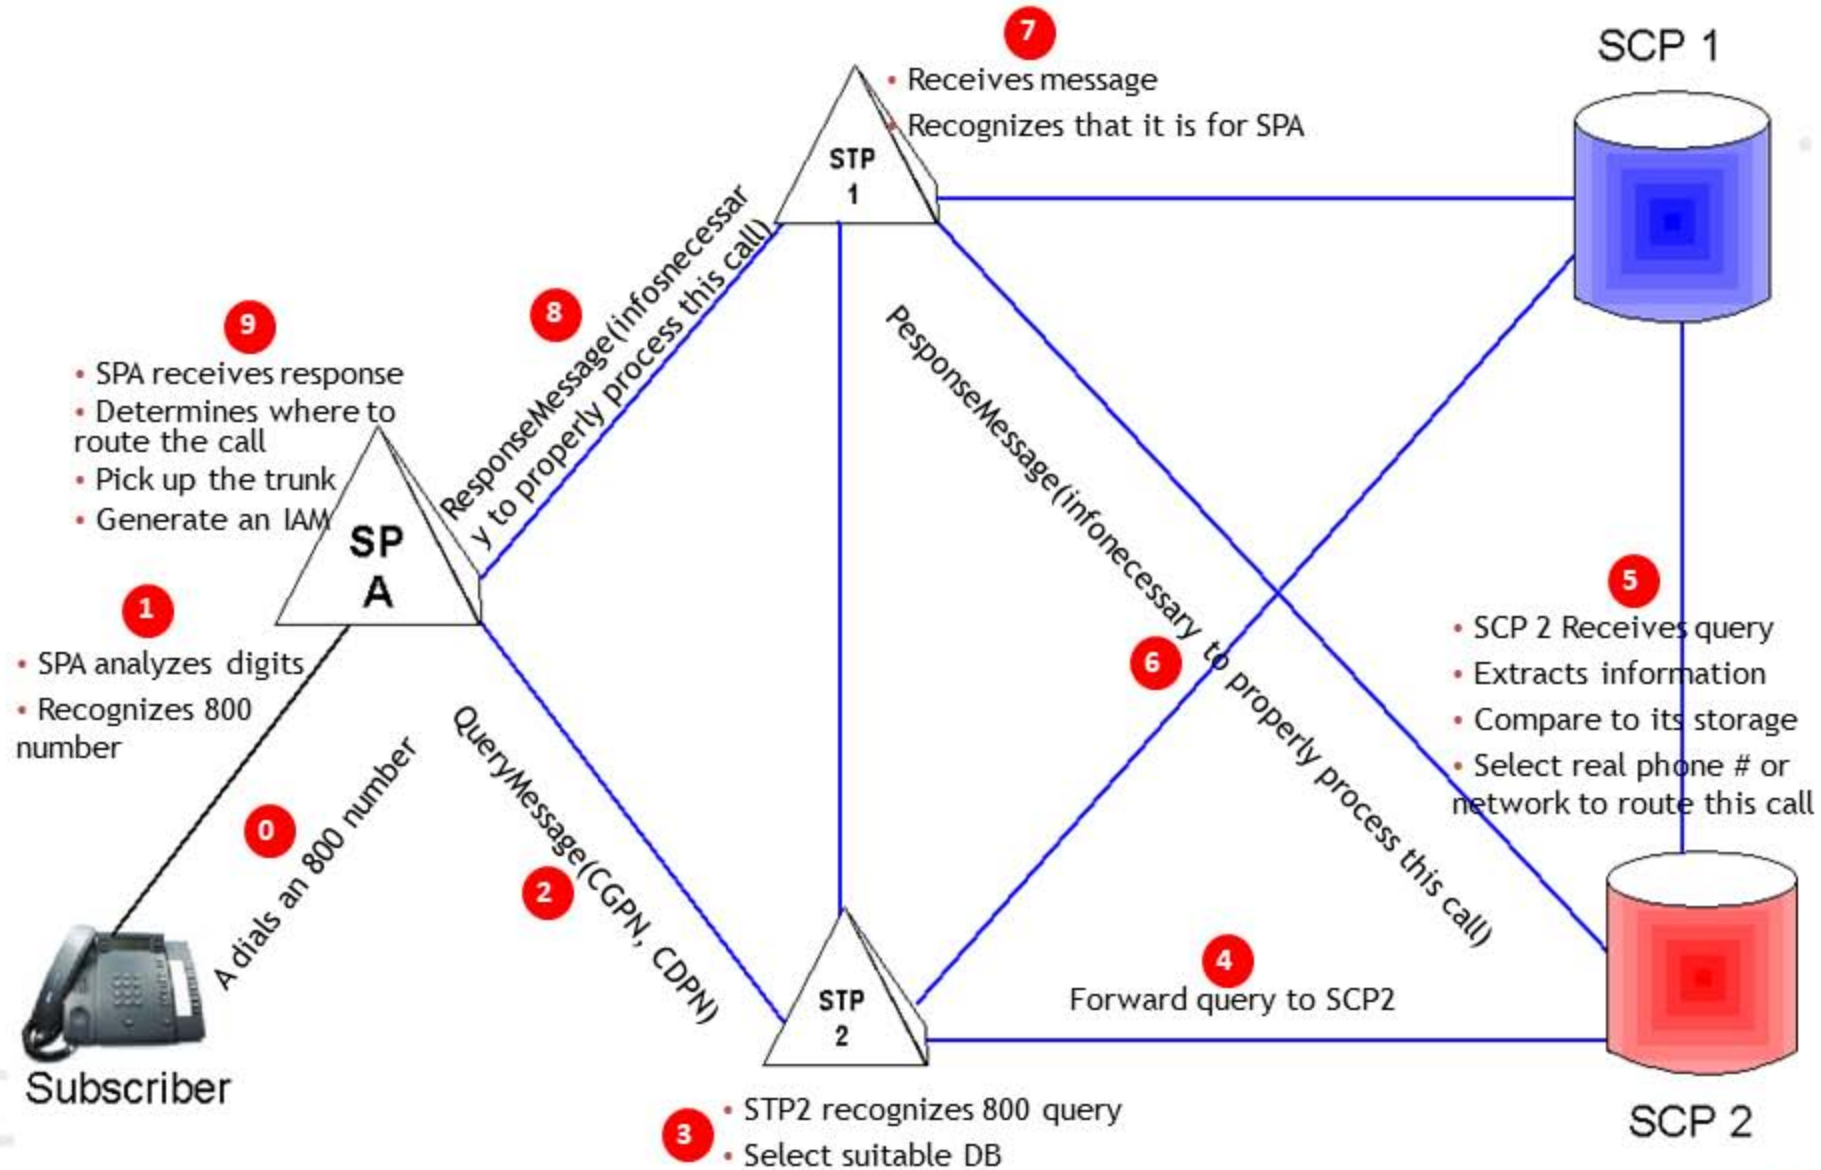 7
• Receives message
• Recognizes that it is for SPA
SCP 1
STP
1
8
ResponseMessage(infosnecessar
y to properly process this call)
9
• SPA receives response
• Determines where to
route the call
• Pick up the trunk
• Generate an IAM
SP
A
1
• SPA analyzes digits
• Recognizes 800
number
0
A dials an 800 number
2
QueryMessage(CGPN, CDPN)
PesponseMessage(infonecessary to properly process this call)
6
5
• SCP 2 Receives query
• Extracts information
• Compare to its storage
• Select real phone # or
network to route this call
4
Forward query to SCP2
STP
2
Subscriber
3
• STP2 recognizes 800 query
• Select suitable DB
SCP 2